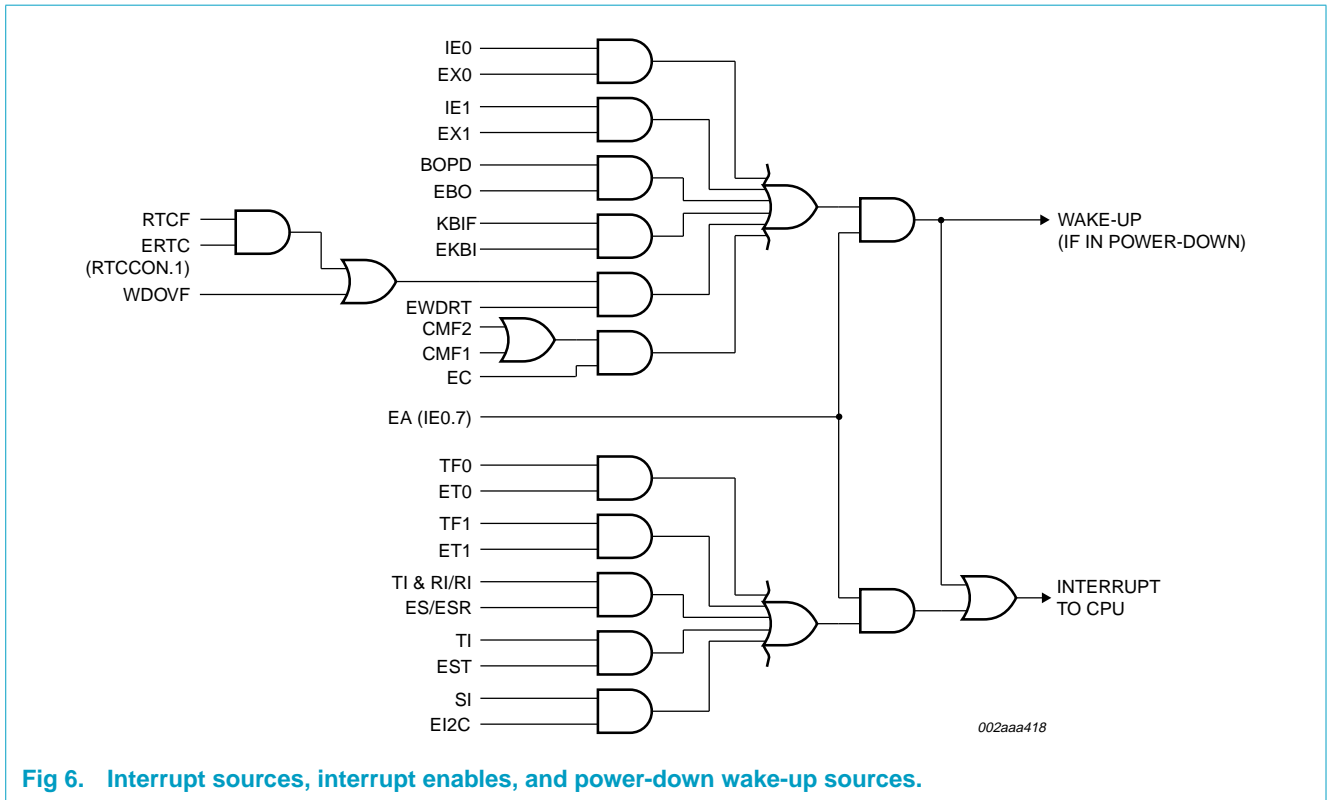 IE0
EX0
IE1
EX1
BOPD
EBO
KBIF
EKBI
RTCF
ERTC
(RTCCON.1)
WDOVF
EWDRT
CMF2
CMF1
EC
EA (IE0.7)
WAKE-UP
(IF IN POWER-DOWN)
TF0
ET0
TF1
ET1
TI & RI/RI
ES/ESR
TI
EST
SI
EI2C
INTERRUPT
TO CPU
002aaa418
Fig 6. Interrupt sources, interrupt enables, and power-down wake-up sources.